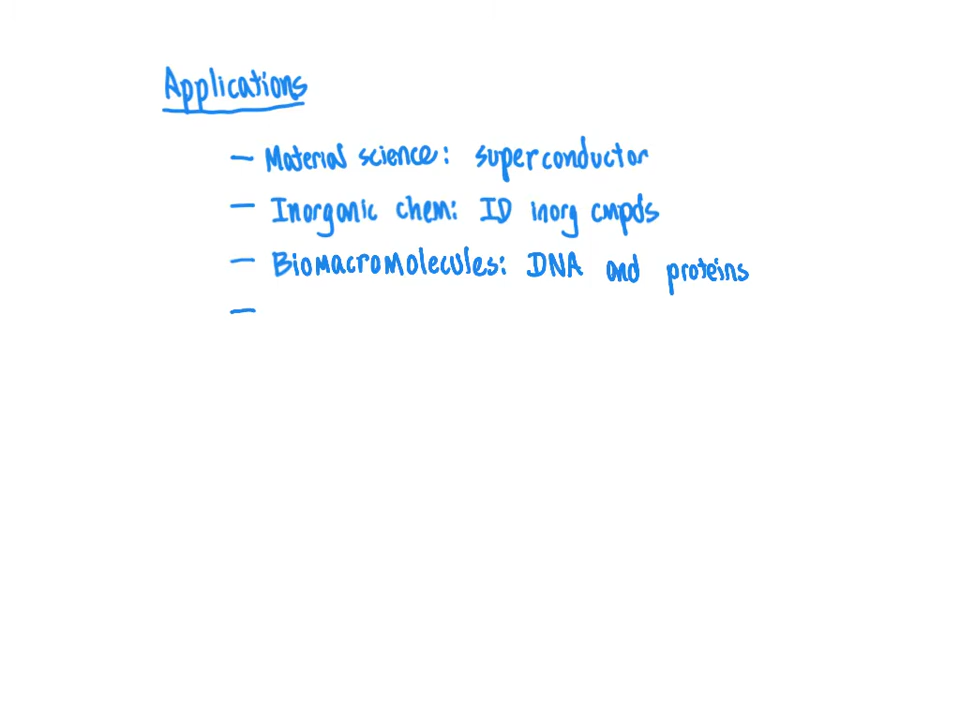 Applications
— Material science: superconductor
— Inorganic chem: ID inorg cmpds
— Biomacromolecules: DNA and proteins
—